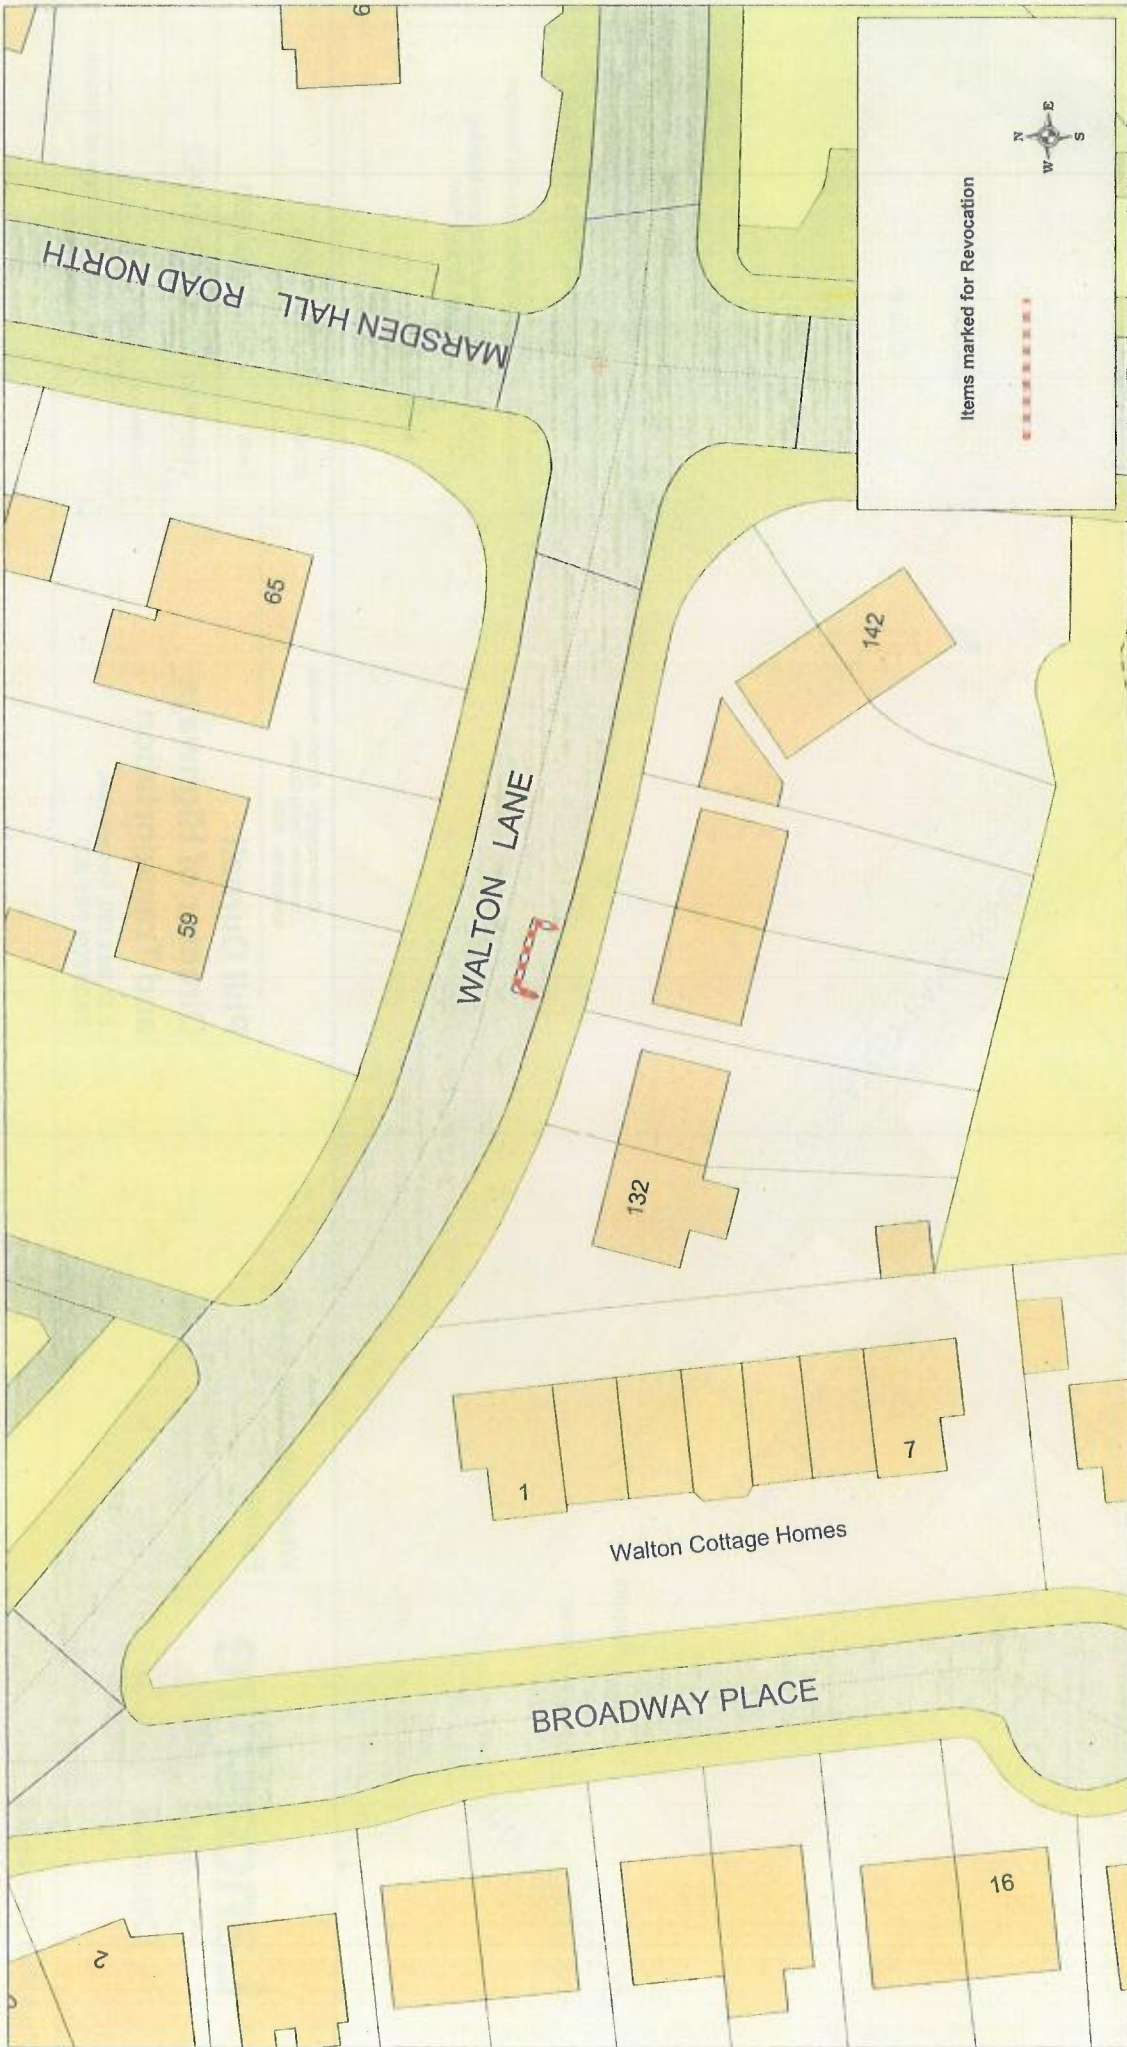 6
MARSDEN HALL ROAD NORTH
65
59
WALTON LANE
142
132
1
7
Walton Cottage Homes
BROADWAY PLACE
2
16
Items marked for Revocation
N
E
S
W